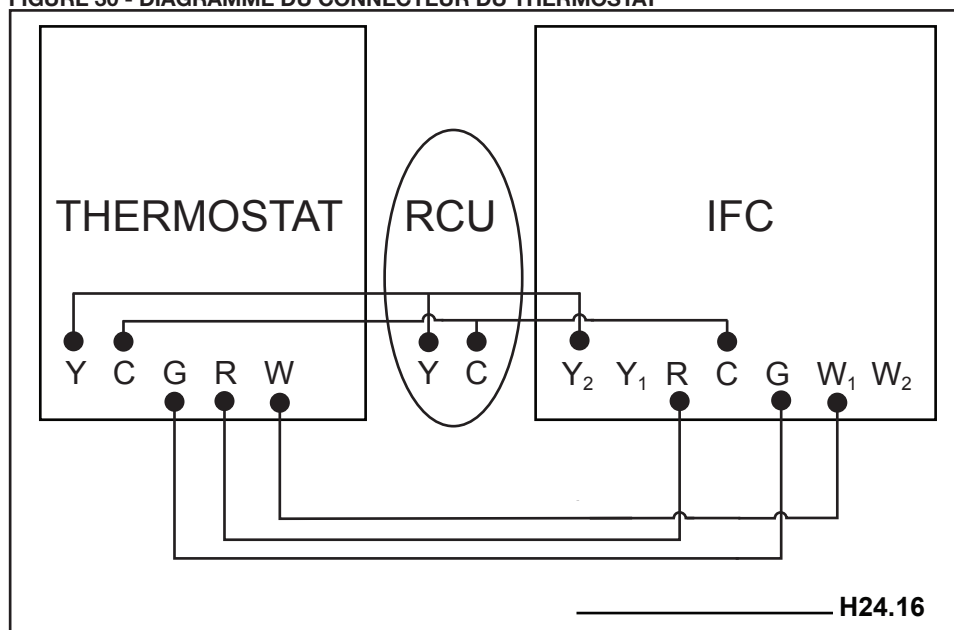 FIGURE 30 - DIAGRAMME DU CONNECTEUR DU THERMOSTAT
THERMOSTAT RCU IFC
Y C G R W Y C Y₂ Y₁ R C G W₁ W₂
H24.16